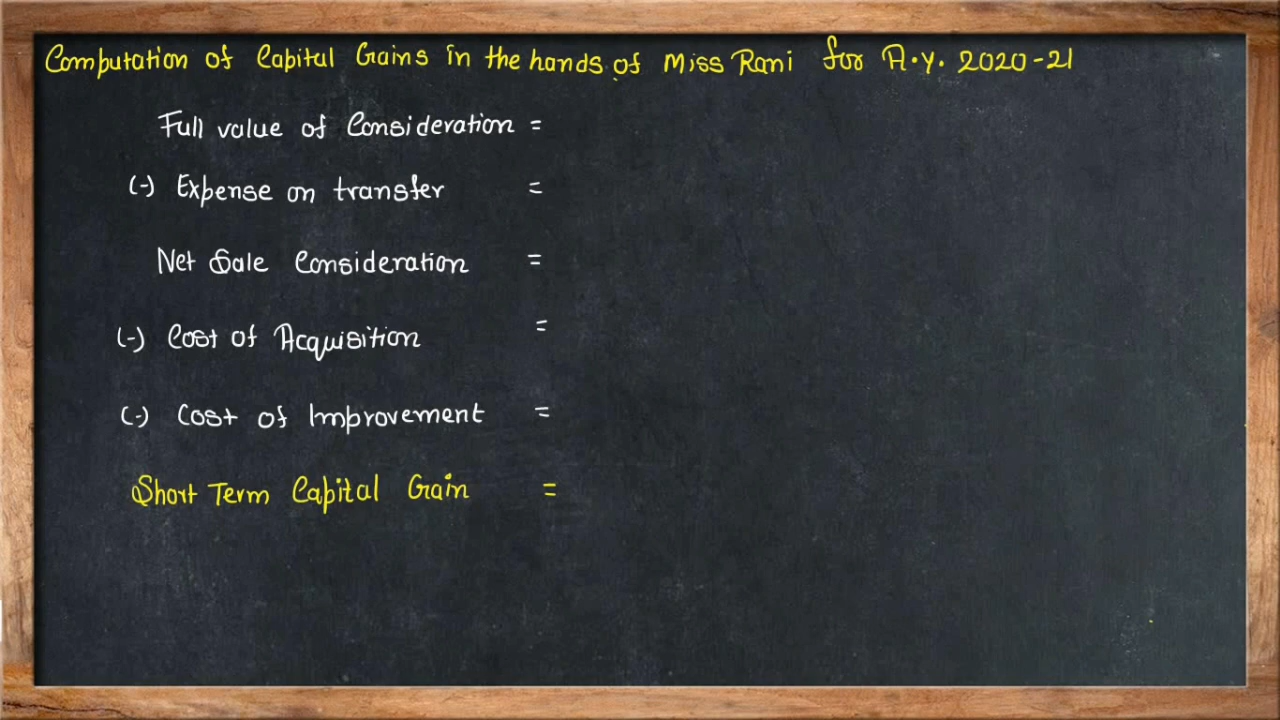 Computation of Capital Gains in the hands of Miss Rani for A.Y. 2020-21
Full value of Consideration =
(-) Expense on transfer =
Net Sale Consideration =
(-) Cost of Acquisition =
(-) Cost of Improvement =
Short Term Capital Gain =